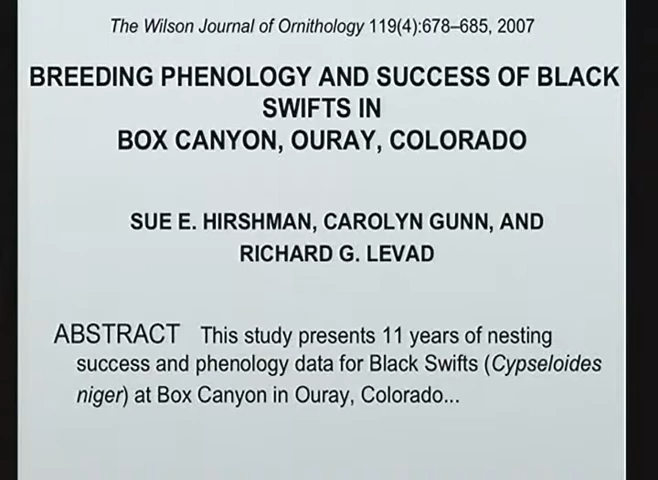 The Wilson Journal of Ornithology 119(4):678–685, 2007
BREEDING PHENOLOGY AND SUCCESS OF BLACK
SWIFTS IN
BOX CANYON, OURAY, COLORADO
SUE E. HIRSHMAN, CAROLYN GUNN, AND
RICHARD G. LEVAD
ABSTRACT This study presents 11 years of nesting
success and phenology data for Black Swifts (Cypseloides
niger) at Box Canyon in Ouray, Colorado...